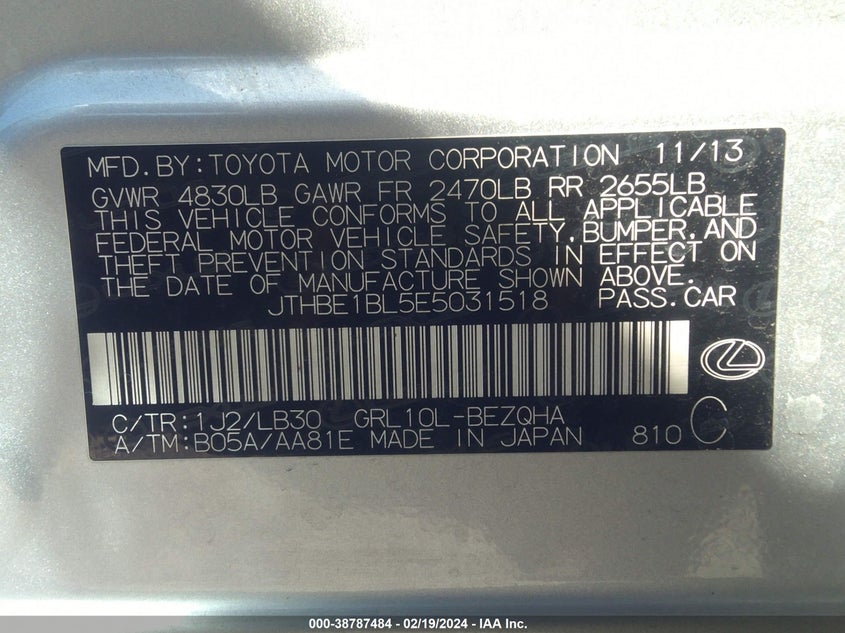 MFD.BY:TOYOTA MOTOR CORPORATION 11/13
GVWR 4830LB GAWR FR 2470LB RR 2655LB
THIS VEHICLE CONFORMS TO ALL APPLICABLE
FEDERAL MOTOR VEHICLE SAFETY,BUMPER,AND
THEFT PREVENTION STANDARDS IN EFFECT ON
THE DATE OF MANUFACTURE SHOWN ABOVE.
JTHBE1BL5E5031518 PASS.CAR
C/TR:1J2/LB30 GRL10L-BEZQHA
A/TM:B05A/AA81E MADE IN JAPAN 810 C
000-38787484 - 02/19/2024 - IAA Inc.